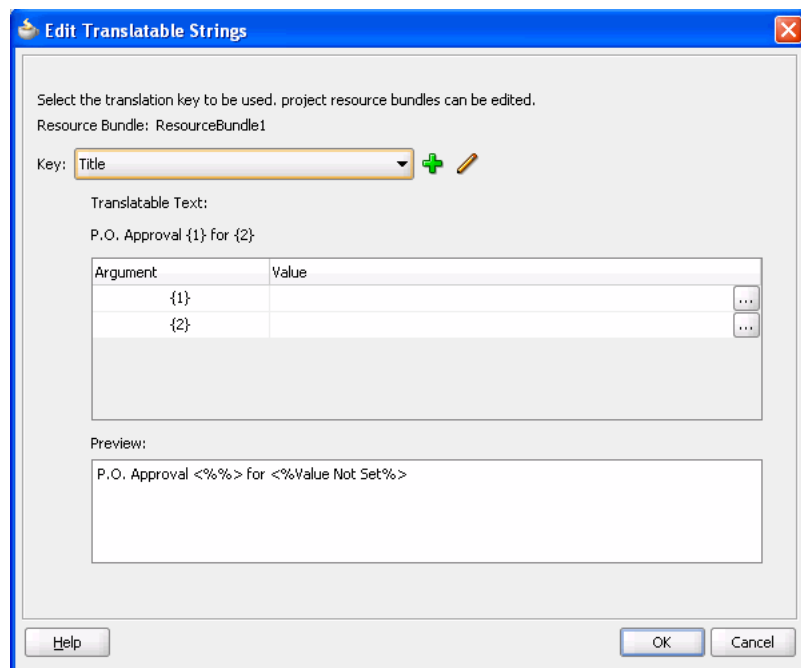 Edit Translatable Strings
Select the translation key to be used. project resource bundles can be edited.
Resource Bundle: ResourceBundle1
Key: Title
Translatable Text:
P.O. Approval {1} for {2}
Argument Value
{1} ...
{2} ...
Preview:
P.O. Approval <%%> for <%Value Not Set%>
Help OK Cancel